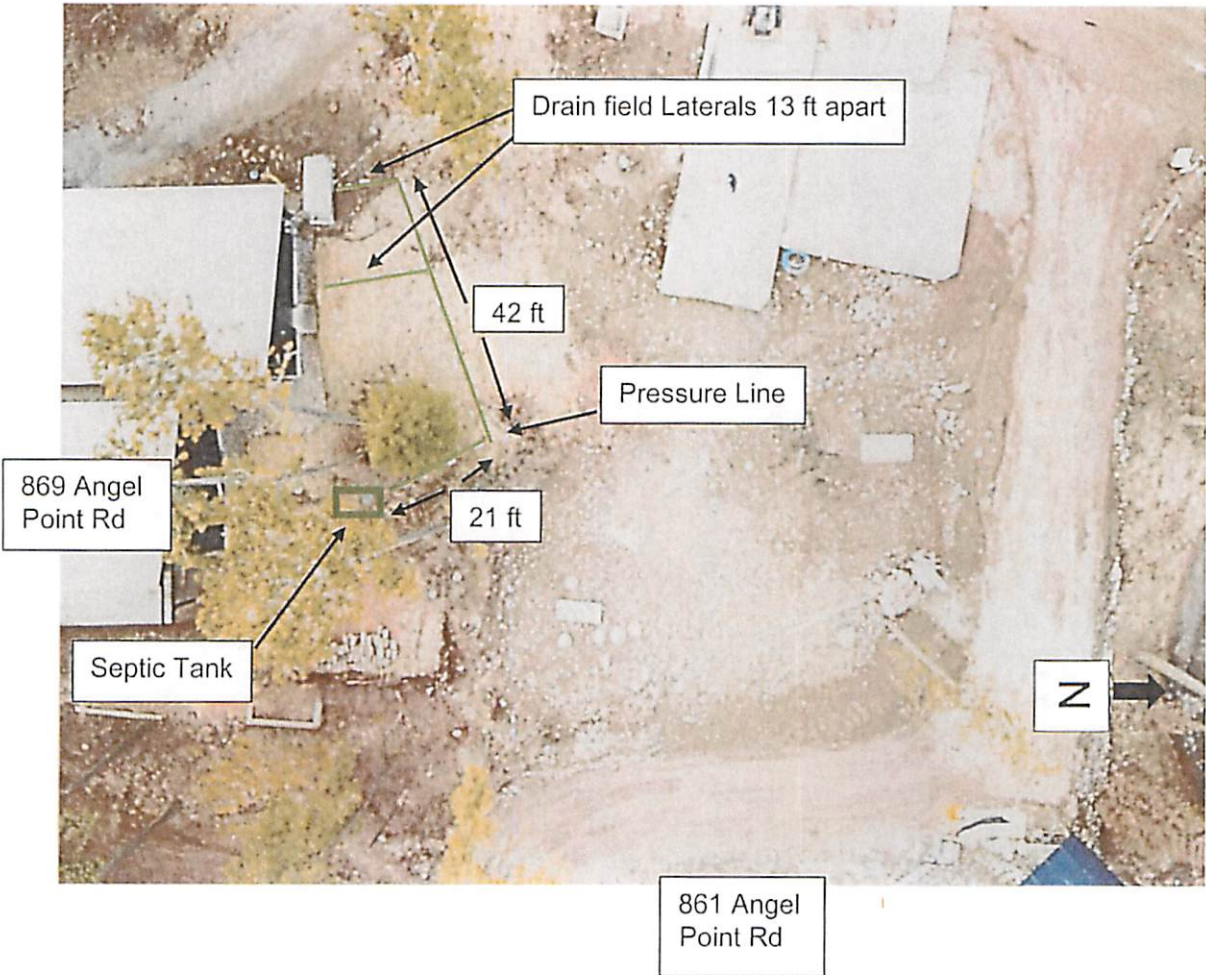 Drain field Laterals 13 ft apart
42 ft
Pressure Line
869 Angel
Point Rd
21 ft
Septic Tank
N
861 Angel
Point Rd